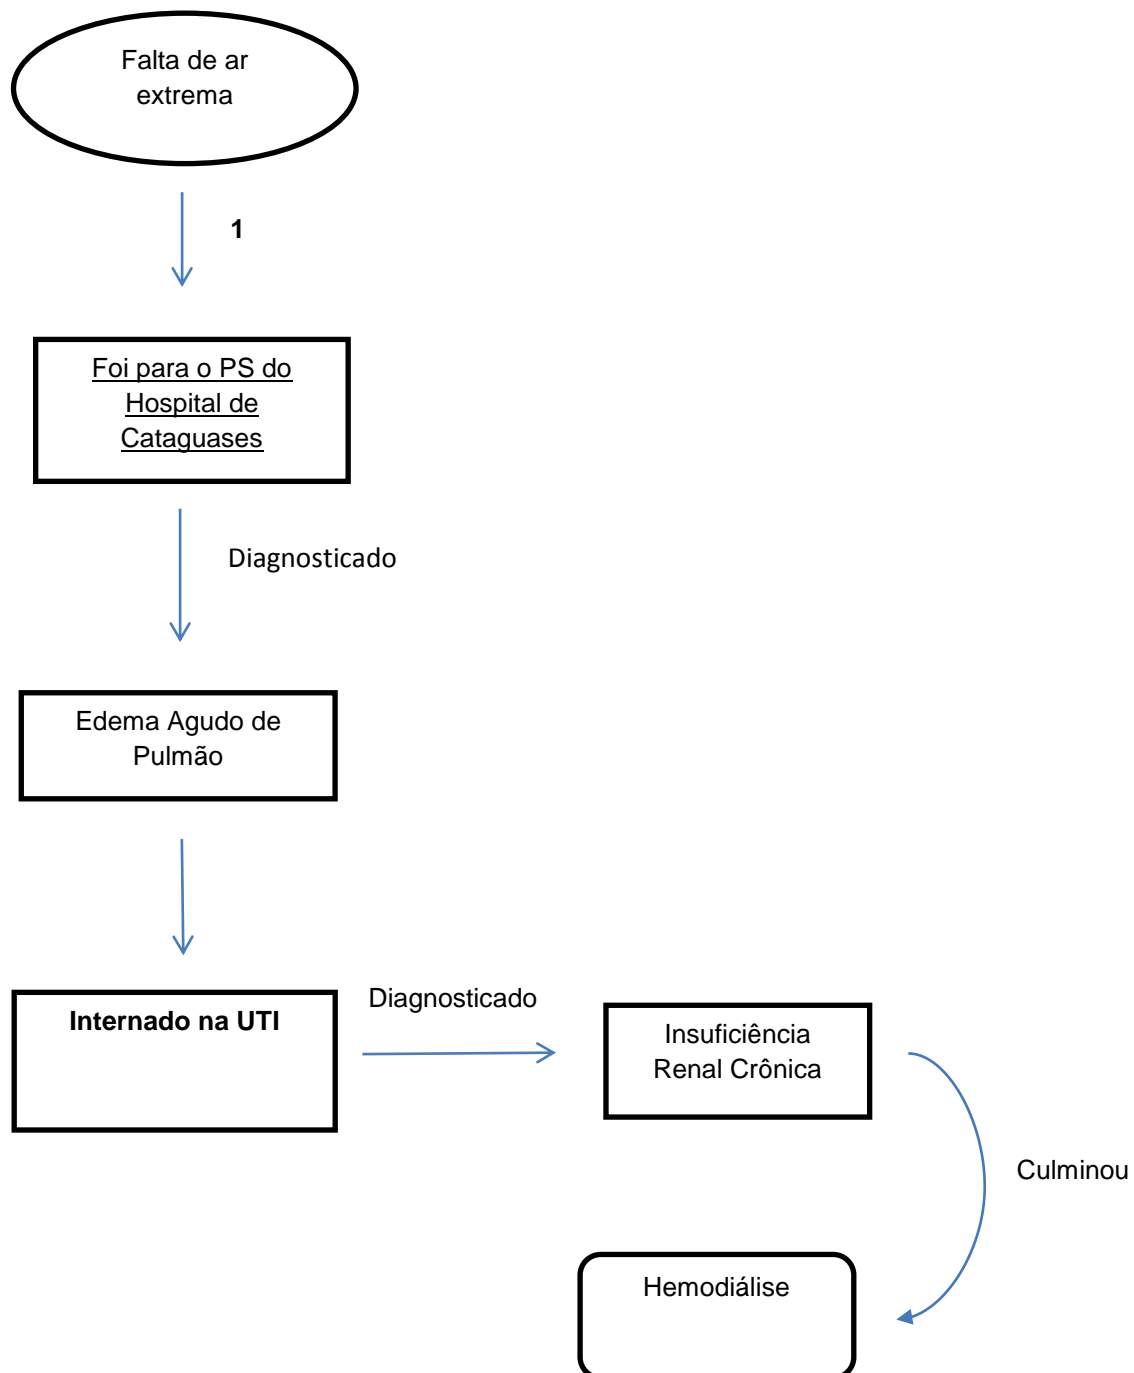 Falta de ar
extrema
1
Foi para o PS do
Hospital de
Cataguases
Diagnosticado
Edema Agudo de
Pulmão
Internado na UTI
Diagnosticado
Insuficiência
Renal Crônica
Culminou
Hemodiálise